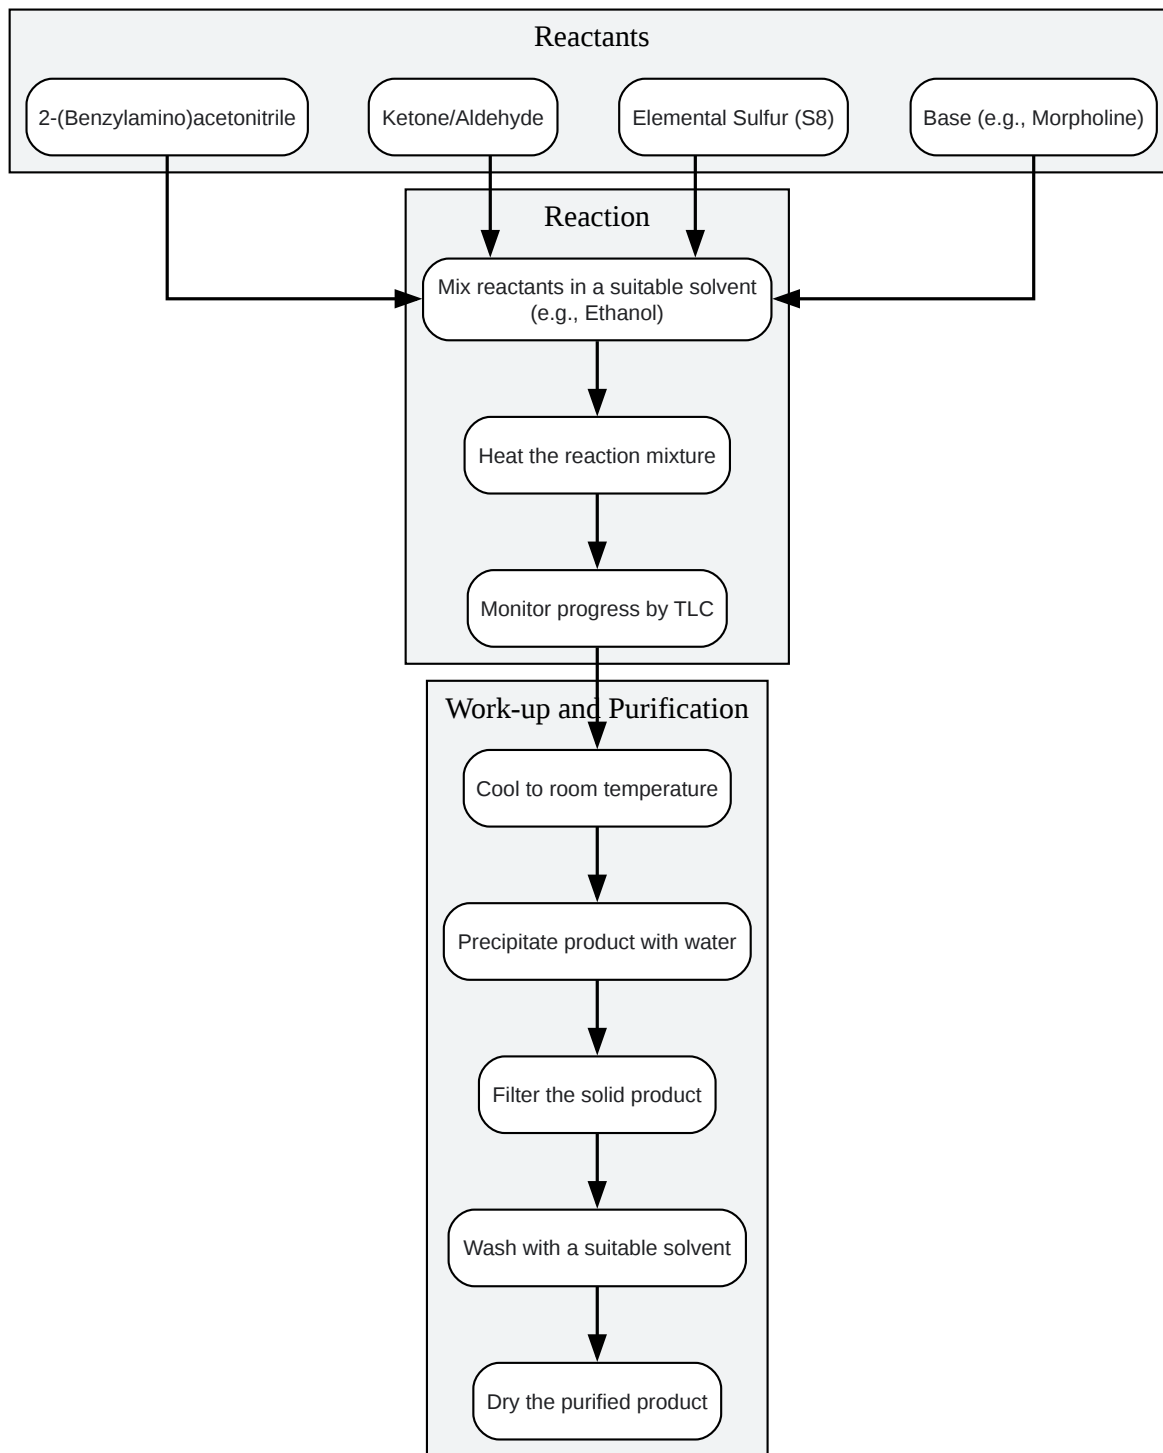 Reactants
2-(Benzylamino)acetonitrile
Ketone/Aldehyde
Elemental Sulfur (S8)
Base (e.g., Morpholine)
Reaction
Mix reactants in a suitable solvent
(e.g., Ethanol)
Heat the reaction mixture
Monitor progress by TLC
Work-up and Purification
Cool to room temperature
Precipitate product with water
Filter the solid product
Wash with a suitable solvent
Dry the purified product